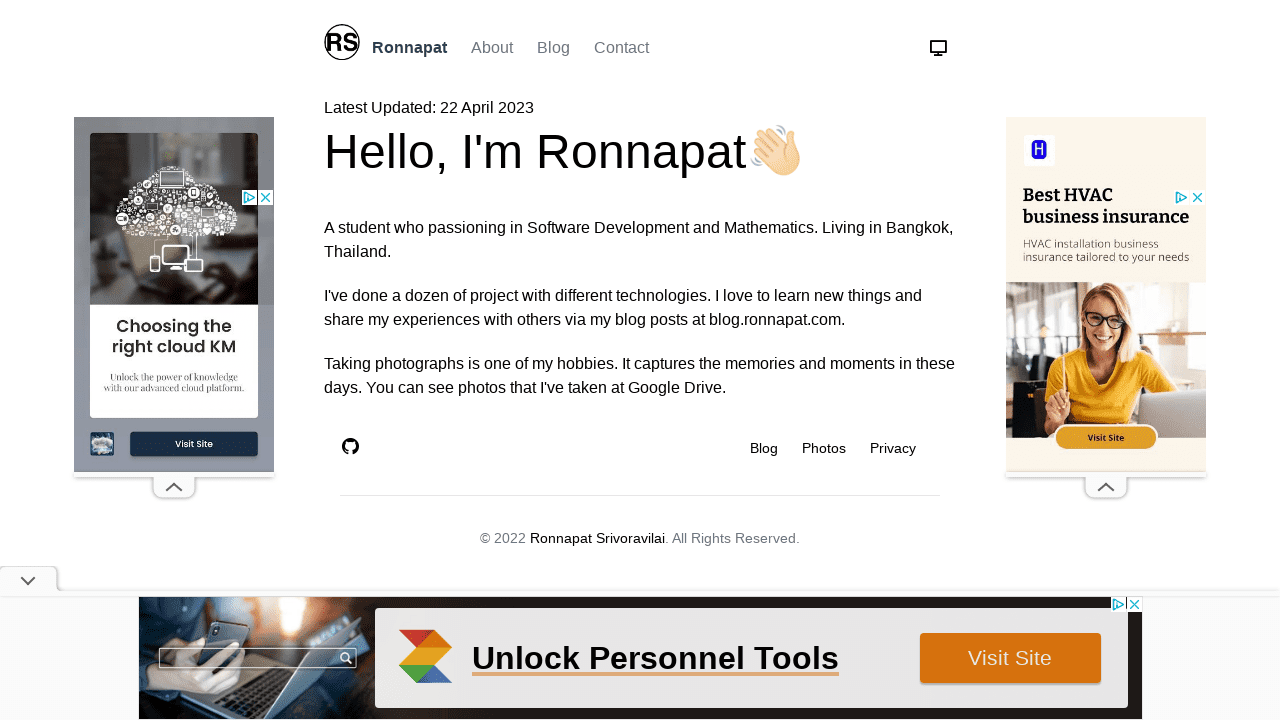 RS
Ronnapat About Blog Contact
Latest Updated: 22 April 2023
Hello, I'm Ronnapat
A student who passioning in Software Development and Mathematics. Living in Bangkok,
Thailand.
I've done a dozen of project with different technologies. I love to learn new things and
share my experiences with others via my blog posts at blog.ronnapat.com.
Taking photographs is one of my hobbies. It captures the memories and moments in these
days. You can see photos that I've taken at Google Drive.
Blog Photos Privacy
© 2022 Ronnapat Srivoravilai. All Rights Reserved.
Choosing the
right cloud KM
Unlock the power of knowledge
with our advanced cloud platform.
Visit Site
H
Best HVAC
business insurance
HVAC installation business
insurance tailored to your needs
Visit Site
Unlock Personnel Tools
Visit Site